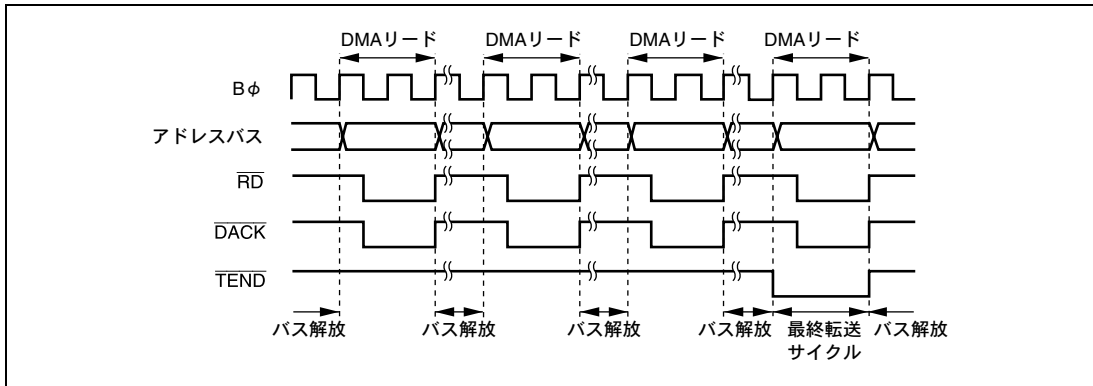 DMAリード DMAリード DMAリード DMAリード
Bφ
アドレスバス
RD
DACK
TEND
バス解放 バス解放 バス解放 バス解放 最終転送 バス解放
サイクル